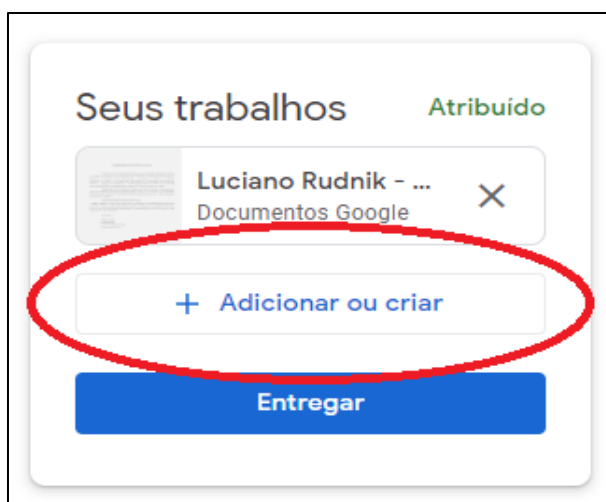 Seus trabalhos Atribuído
Luciano Rudnik - ...
Documentos Google
+ Adicionar ou criar
Entregar